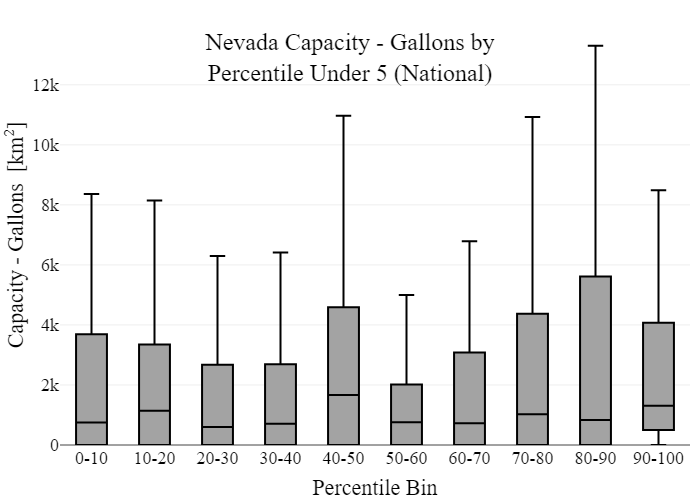 Nevada Capacity - Gallons by
Percentile Under 5 (National)
Capacity - Gallons [km²]
12k
10k
8k
6k
4k
2k
0
0-10 10-20 20-30 30-40 40-50 50-60 60-70 70-80 80-90 90-100
Percentile Bin